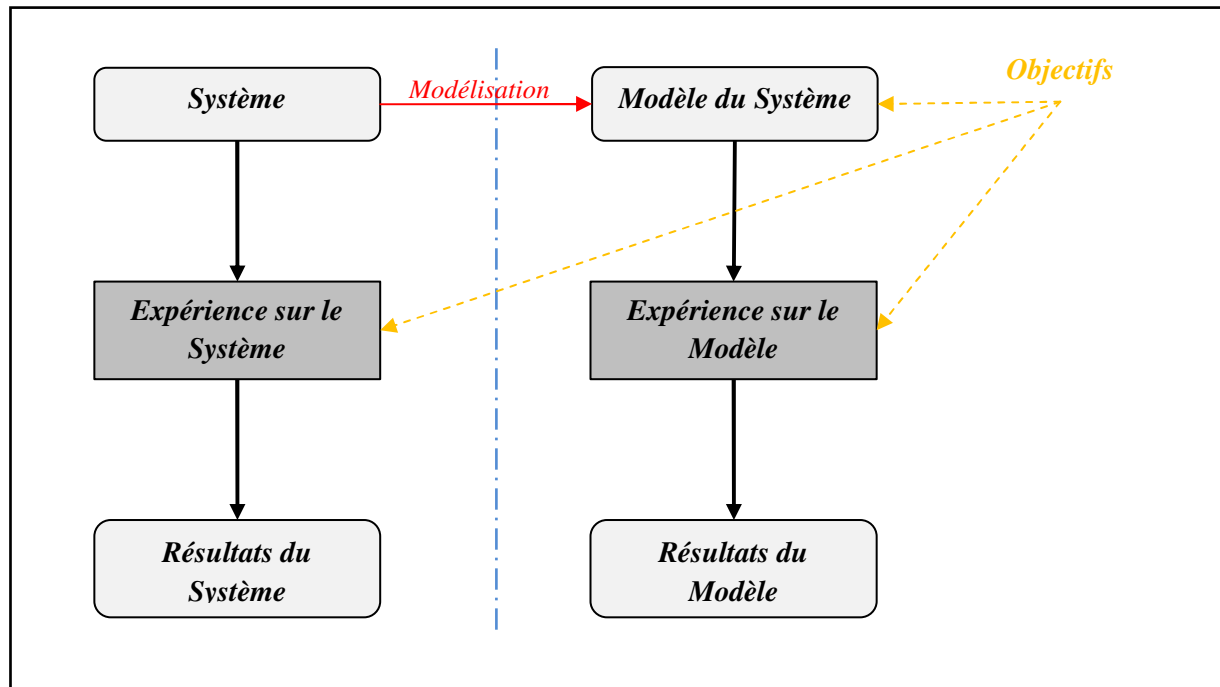 Système
Modélisation
Modèle du Système
Objectifs
Expérience sur le
Système
Expérience sur le
Modèle
Résultats du
Système
Résultats du
Modèle